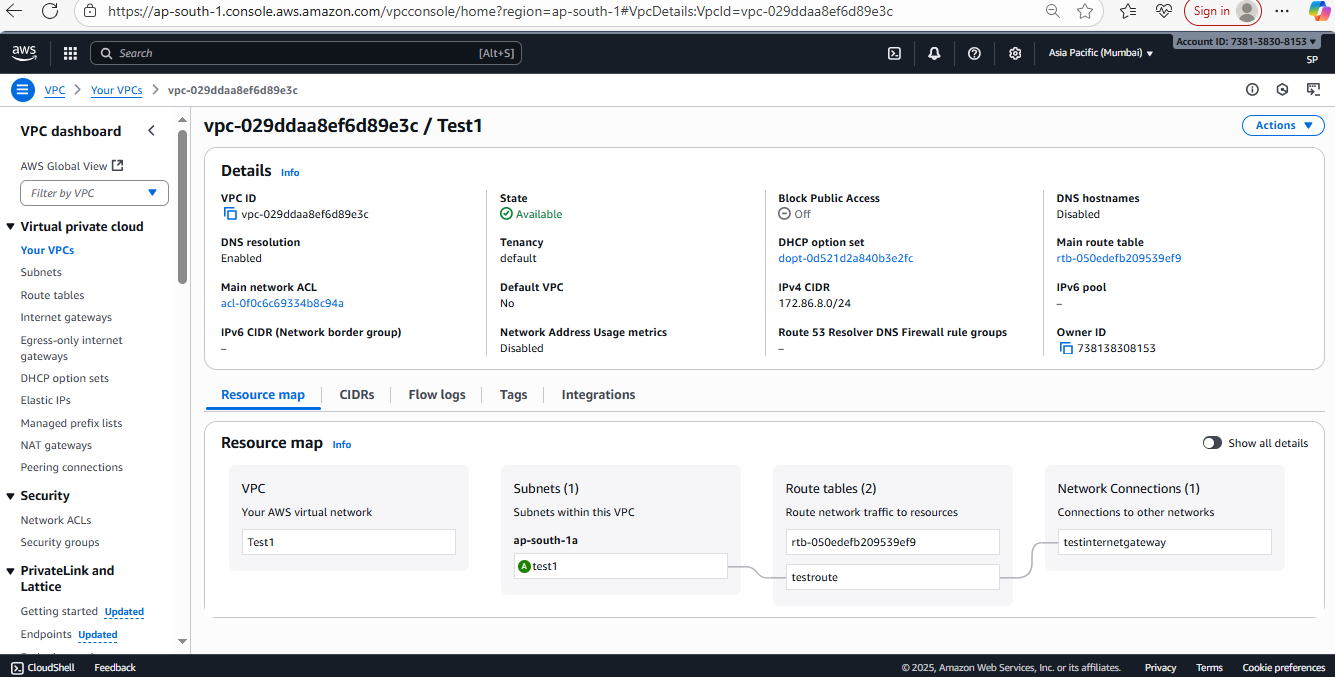 https://ap-south-1.console.aws.amazon.com/vpcconsole/home?region=ap-south-1#VpcDetails:VpcId=vpc-029ddaa8ef6d89e3c
Sign in
aws
Search
[Alt+S]
Asia Pacific (Mumbai)
Account ID: 7381-3830-8153
SP
VPC
Your VPCs
vpc-029ddaa8ef6d89e3c
VPC dashboard
AWS Global View
Filter by VPC
Virtual private cloud
Your VPCs
Subnets
Route tables
Internet gateways
Egress-only internet
gateways
DHCP option sets
Elastic IPs
Managed prefix lists
NAT gateways
Peering connections
Security
Network ACLs
Security groups
PrivateLink and
Lattice
Getting started Updated
Endpoints Updated
vpc-029ddaa8ef6d89e3c / Test1
Actions
Details Info
VPC ID
vpc-029ddaa8ef6d89e3c
State
Available
Block Public Access
Off
DNS hostnames
Disabled
DNS resolution
Enabled
Tenancy
default
DHCP option set
dopt-0d521d2a840b3e2fc
Main route table
rtb-050edefb209539ef9
Main network ACL
acl-0f0c6c69334b8c94a
Default VPC
No
IPv4 CIDR
172.86.8.0/24
IPv6 pool
–
IPv6 CIDR (Network border group)
–
Network Address Usage metrics
Disabled
Route 53 Resolver DNS Firewall rule groups
–
Owner ID
738138308153
Resource map
CIDRs
Flow logs
Tags
Integrations
Resource map Info
Show all details
VPC
Your AWS virtual network
Test1
Subnets (1)
Subnets within this VPC
ap-south-1a
A test1
Route tables (2)
Route network traffic to resources
rtb-050edefb209539ef9
testroute
Network Connections (1)
Connections to other networks
testinternetgateway
CloudShell
Feedback
© 2025, Amazon Web Services, Inc. or its affiliates.
Privacy
Terms
Cookie preferences